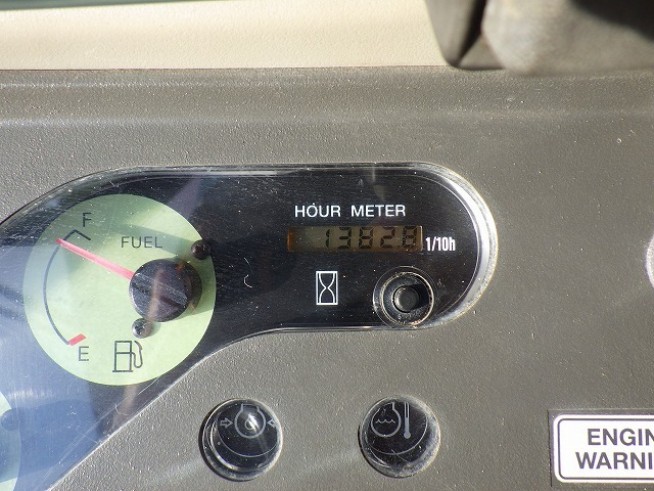 HOUR METER
F
FUEL
13828 1/10h
E
ENGIN
WARNI